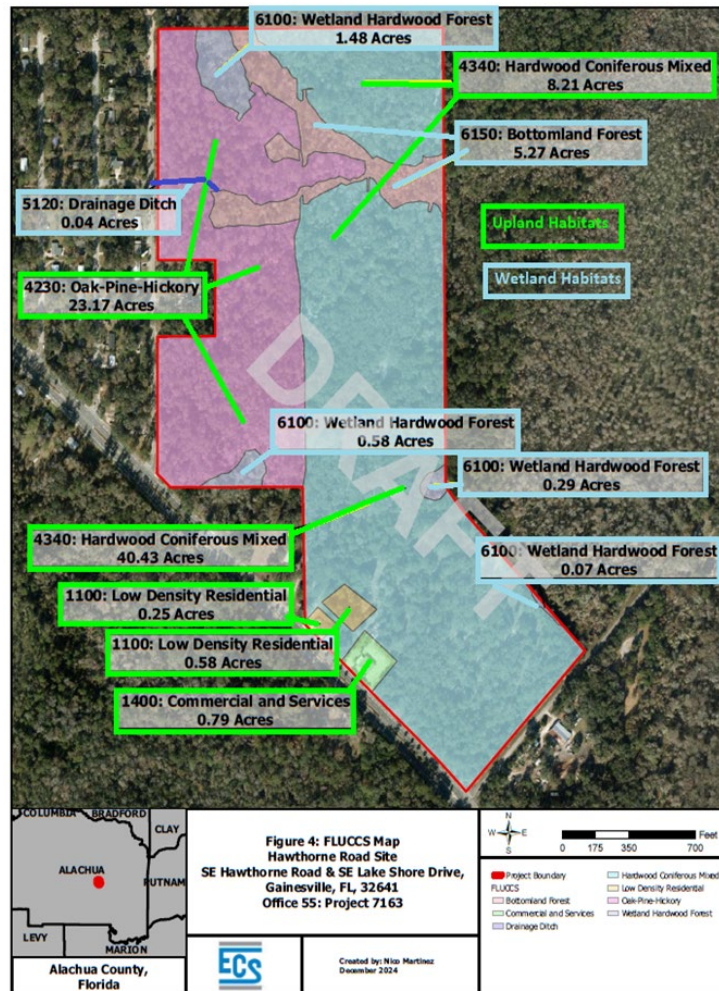 6100: Wetland Hardwood Forest
1.48 Acres
4340: Hardwood Coniferous Mixed
8.21 Acres
6150: Bottomland Forest
5.27 Acres
5120: Drainage Ditch
0.04 Acres
Upland Habitats
Wetland Habitats
4230: Oak-Pine-Hickory
23.17 Acres
DRAFT
6100: Wetland Hardwood Forest
0.58 Acres
6100: Wetland Hardwood Forest
0.29 Acres
4340: Hardwood Coniferous Mixed
40.43 Acres
6100: Wetland Hardwood Forest
0.07 Acres
1100: Low Density Residential
0.25 Acres
1100: Low Density Residential
0.58 Acres
1400: Commercial and Services
0.79 Acres
COLUMBIA
BRADFORD
CLAY
ALACHUA
PUTNAM
LEVY
MARION
Alachua County,
Florida
Figure 4: FLUCCS Map
Hawthorne Road Site
SE Hawthorne Road & SE Lake Shore Drive,
Gainesville, FL, 32641
Office 55: Project 7163
ECS
Created by: Nico Martinez
December 2024
N
W E
S
Feet
0 175 350 700
Project Boundary
FLUCCS
Bottomland Forest
Commercial and Services
Drainage Ditch
Hardwood Coniferous Mixed
Low Density Residential
Oak-Pine-Hickory
Wetland Hardwood Forest